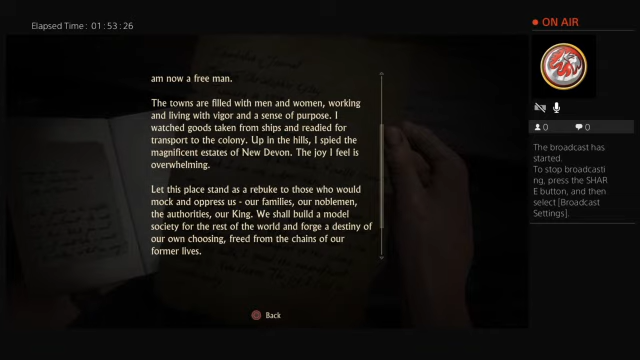 Elapsed Time: 01:53:26
ON AIR
am now a free man.
The towns are filled with men and women, working
and living with vigor and a sense of purpose. I
watched goods taken from ships and readied for
transport to the colony. Up in the hills, I spied the
magnificent estates of New Devon. The joy I feel is
overwhelming.
Let this place stand as a rebuke to those who would
mock and oppress us - our families, our noblemen,
the authorities, our King. We shall build a model
society for the rest of the world and forge a destiny of
our own choosing, freed from the chains of our
former lives.
Back
0
0
The broadcast has
started.
To stop broadcasti
ng, press the SHAR
E button, and then
select [Broadcast
Settings].